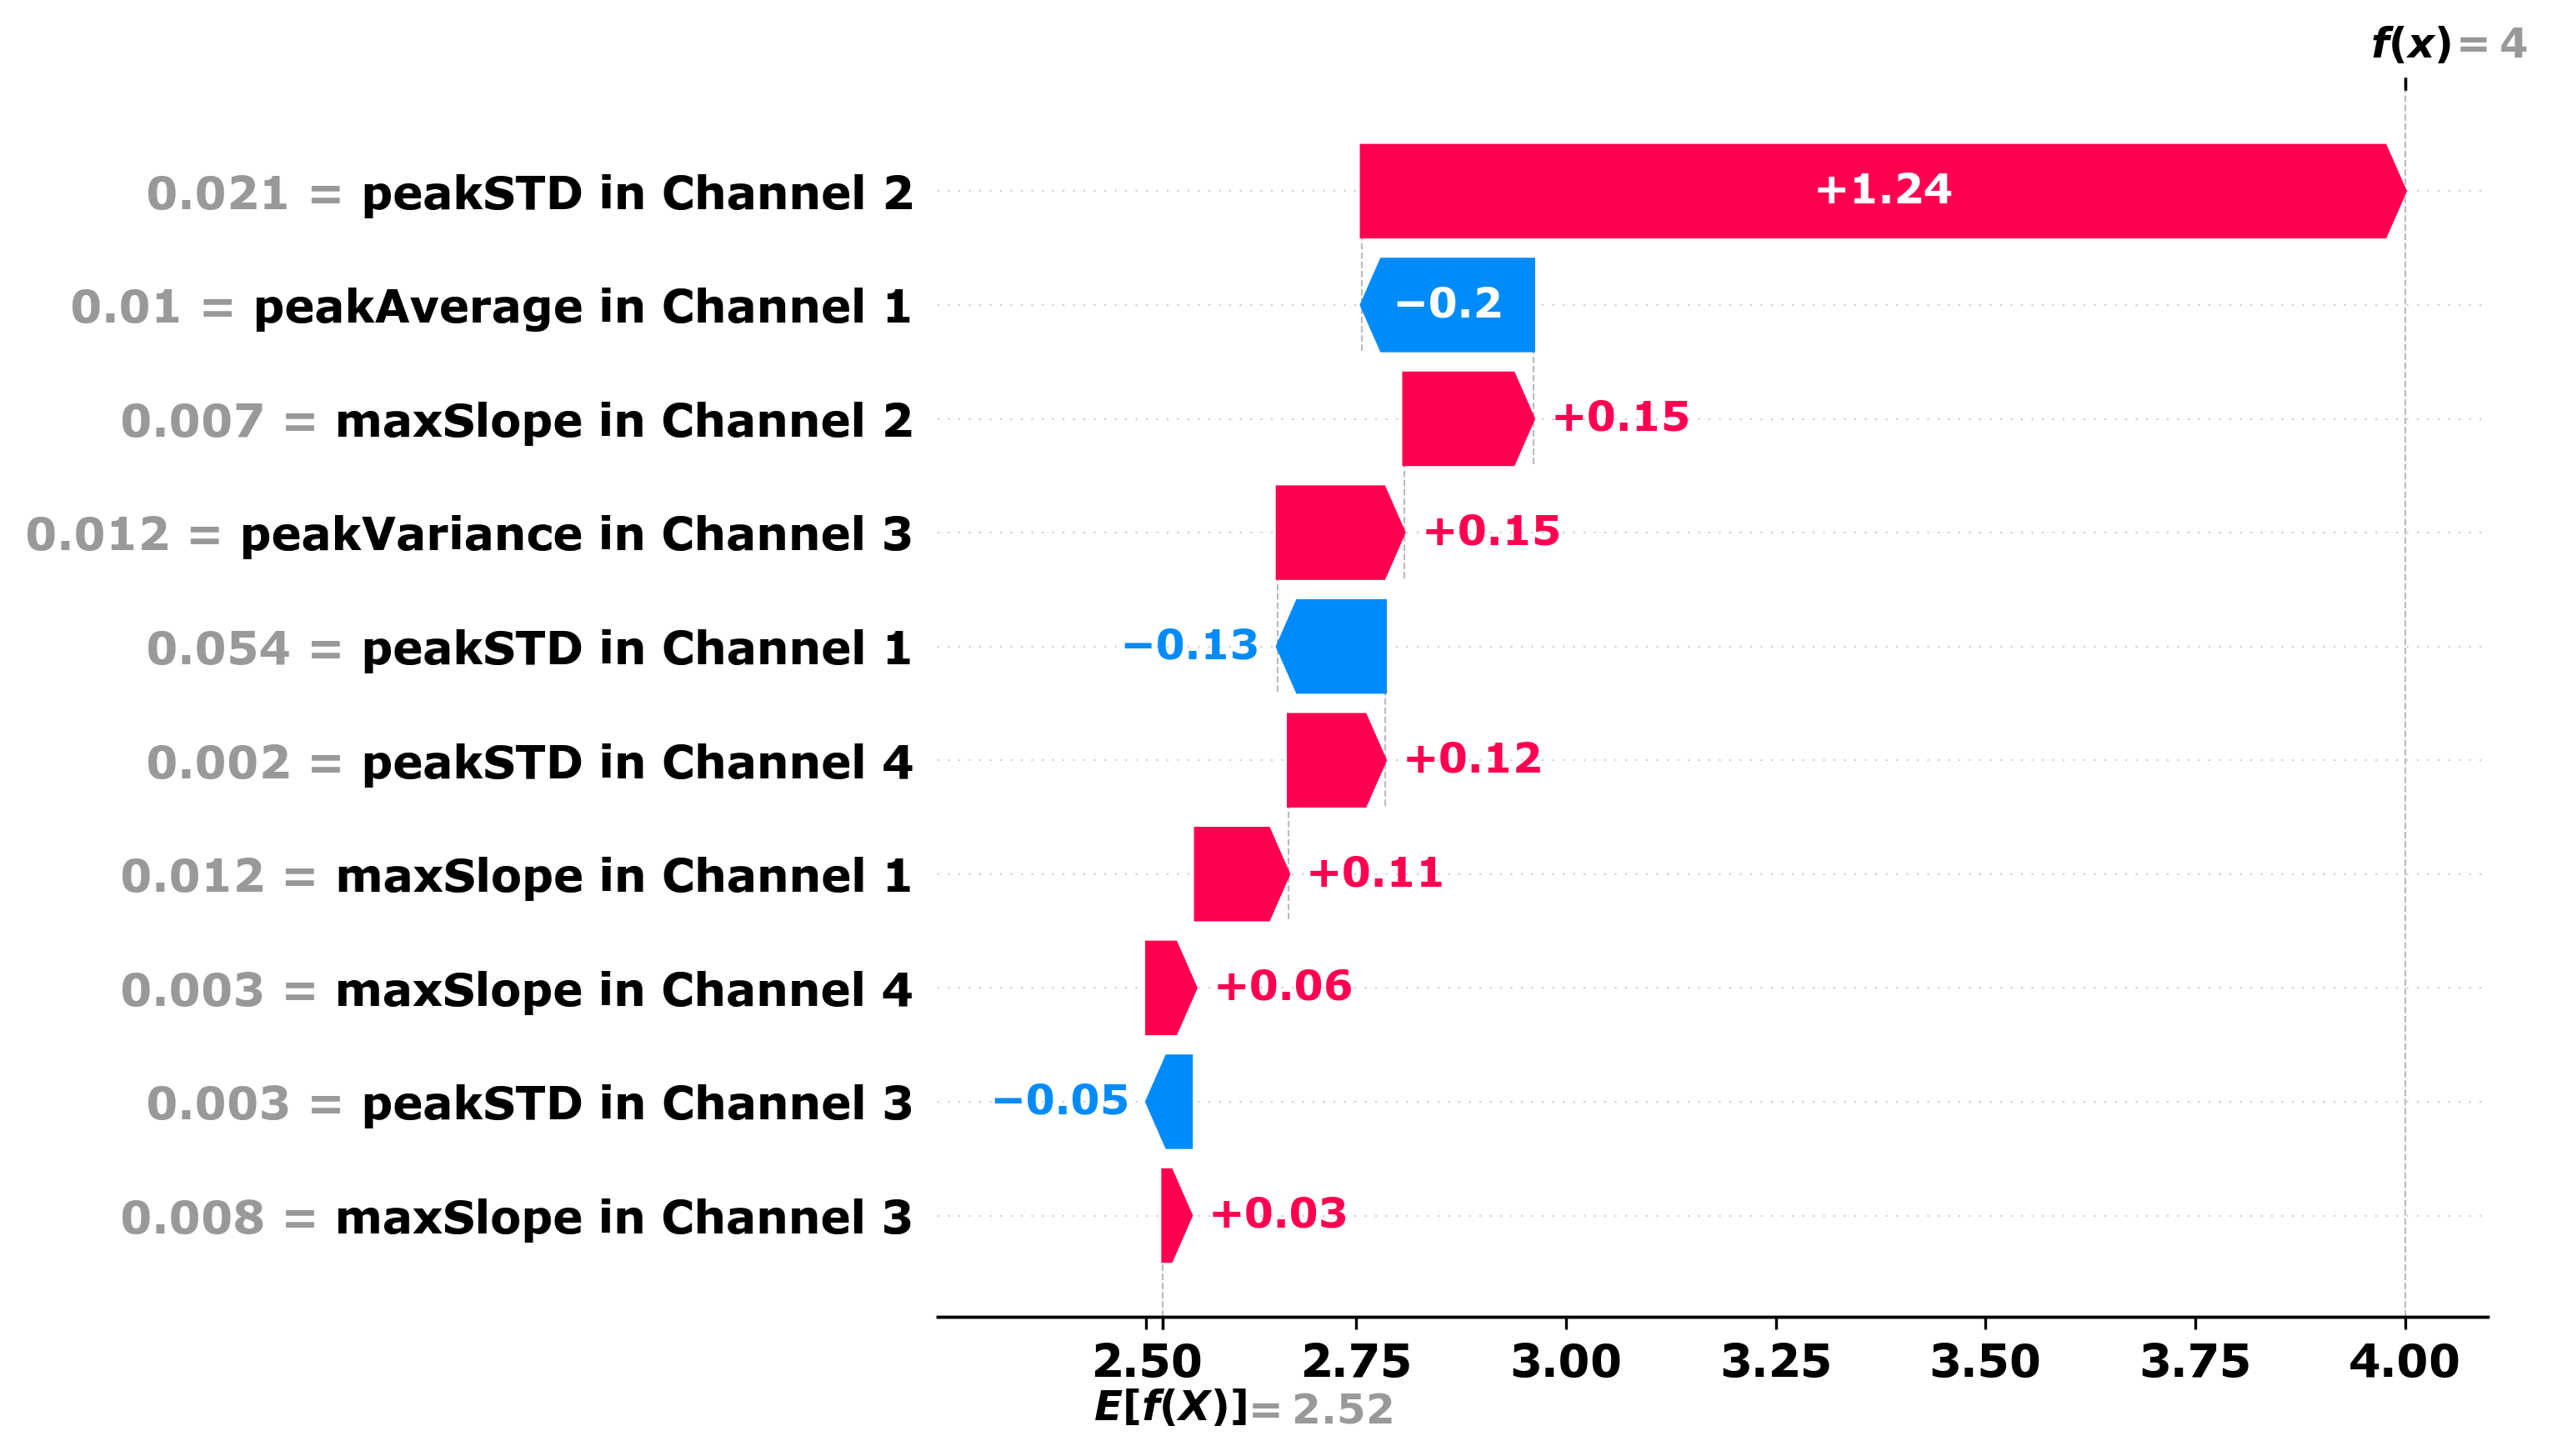 f(x) = 4
0.021 = peakSTD in Channel 2 +1.24
0.01 = peakAverage in Channel 1 −0.2
0.007 = maxSlope in Channel 2 +0.15
0.012 = peakVariance in Channel 3 +0.15
0.054 = peakSTD in Channel 1 −0.13
0.002 = peakSTD in Channel 4 +0.12
0.012 = maxSlope in Channel 1 +0.11
0.003 = maxSlope in Channel 4 +0.06
0.003 = peakSTD in Channel 3 −0.05
0.008 = maxSlope in Channel 3 +0.03
2.50 2.75 3.00 3.25 3.50 3.75 4.00
E[f(X)] = 2.52